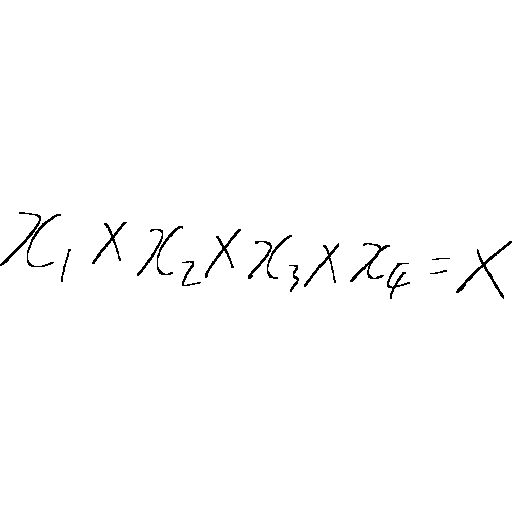 x₁ × x₂ × x₃ × x₄ = X